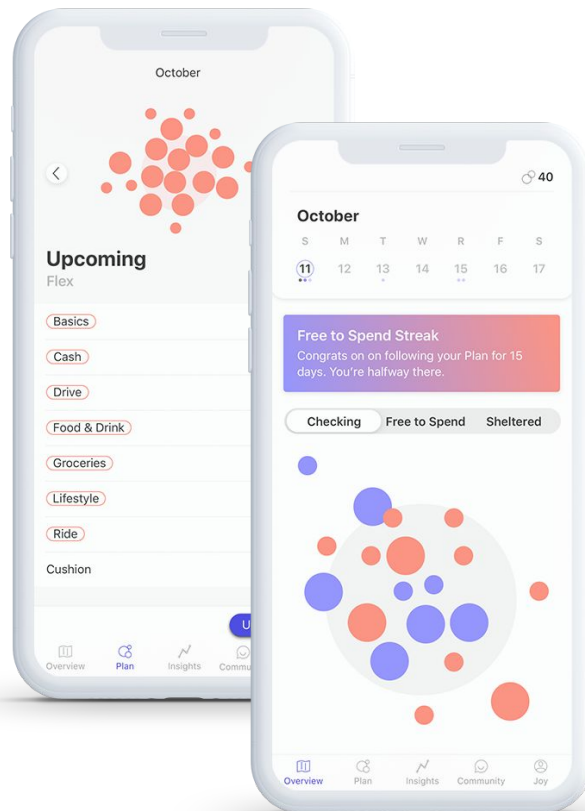 October
Upcoming
Flex
Basics
Cash
Drive
Food & Drink
Groceries
Lifestyle
Ride
Cushion
Overview
Plan
Insights
40
October
S M T W R F S
11 12 13 14 15 16 17
Free to Spend Streak
Congrats on on following your Plan for 15
days. You're halfway there.
Checking Free to Spend Sheltered
Overview Plan Insights Community Joy